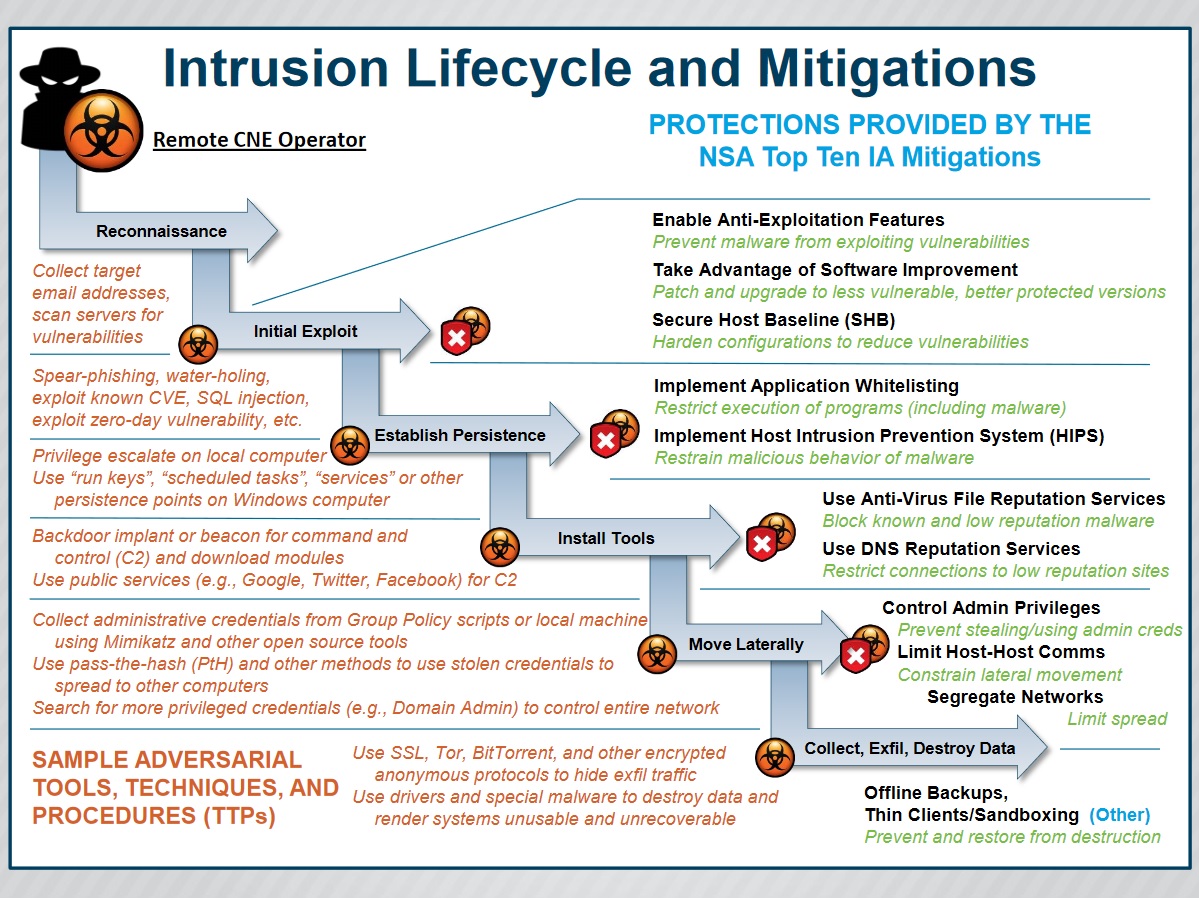 Intrusion Lifecycle and Mitigations
Remote CNE Operator
PROTECTIONS PROVIDED BY THE
NSA Top Ten IA Mitigations
Reconnaissance
Collect target
email addresses,
scan servers for
vulnerabilities
Enable Anti-Exploitation Features
Prevent malware from exploiting vulnerabilities
Take Advantage of Software Improvement
Patch and upgrade to less vulnerable, better protected versions
Secure Host Baseline (SHB)
Harden configurations to reduce vulnerabilities
Initial Exploit
Spear-phishing, water-holing,
exploit known CVE, SQL injection,
exploit zero-day vulnerability, etc.
Implement Application Whitelisting
Restrict execution of programs (including malware)
Implement Host Intrusion Prevention System (HIPS)
Restrain malicious behavior of malware
Establish Persistence
Privilege escalate on local computer
Use “run keys”, “scheduled tasks”, “services” or other
persistence points on Windows computer
Use Anti-Virus File Reputation Services
Block known and low reputation malware
Use DNS Reputation Services
Restrict connections to low reputation sites
Install Tools
Backdoor implant or beacon for command and
control (C2) and download modules
Use public services (e.g., Google, Twitter, Facebook) for C2
Control Admin Privileges
Prevent stealing/using admin creds
Limit Host-Host Comms
Constrain lateral movement
Segregate Networks
Limit spread
Move Laterally
Collect administrative credentials from Group Policy scripts or local machine
using Mimikatz and other open source tools
Use pass-the-hash (PtH) and other methods to use stolen credentials to
spread to other computers
Search for more privileged credentials (e.g., Domain Admin) to control entire network
Collect, Exfil, Destroy Data
SAMPLE ADVERSARIAL
TOOLS, TECHNIQUES, AND
PROCEDURES (TTPs)
Use SSL, Tor, BitTorrent, and other encrypted
anonymous protocols to hide exfil traffic
Use drivers and special malware to destroy data and
render systems unusable and unrecoverable
Offline Backups,
Thin Clients/Sandboxing (Other)
Prevent and restore from destruction